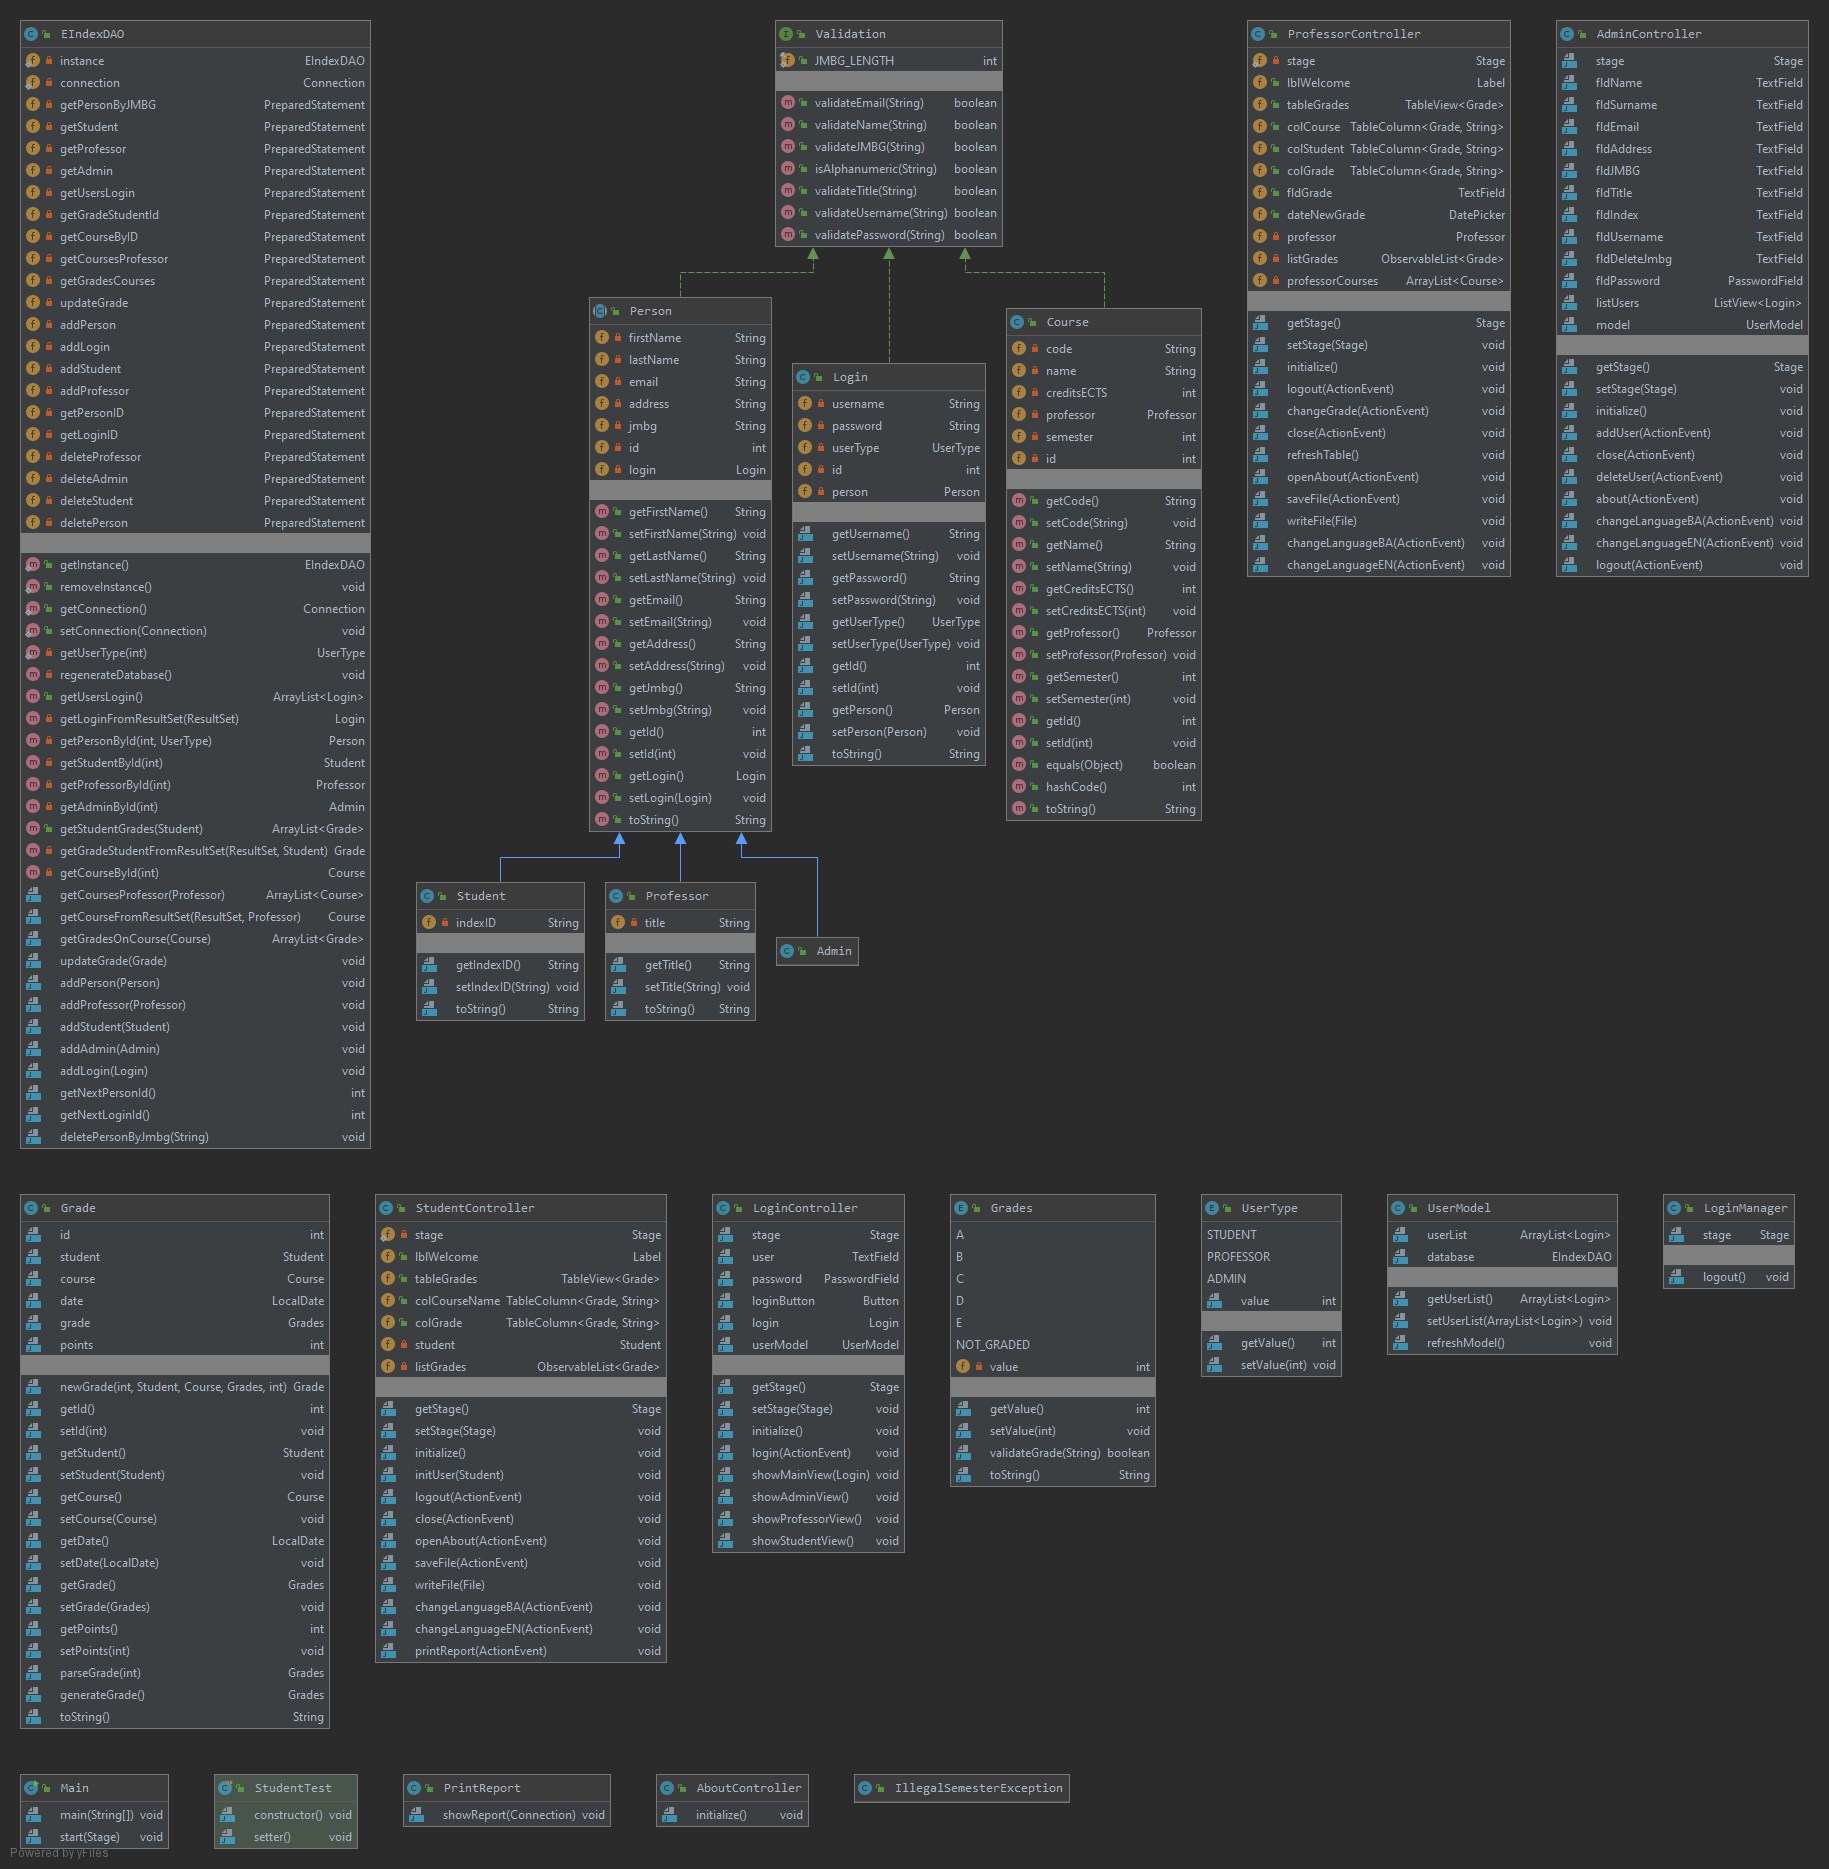 EIndexDAO
instance EIndexDAO
connection Connection
getPersonByJMBG PreparedStatement
getStudent PreparedStatement
getProfessor PreparedStatement
getAdmin PreparedStatement
getUsersLogin PreparedStatement
getGradeStudentId PreparedStatement
getCourseByID PreparedStatement
getCoursesProfessor PreparedStatement
getGradesCourses PreparedStatement
updateGrade PreparedStatement
addPerson PreparedStatement
addLogin PreparedStatement
addStudent PreparedStatement
addProfessor PreparedStatement
getPersonID PreparedStatement
getLoginID PreparedStatement
deleteProfessor PreparedStatement
deleteAdmin PreparedStatement
deleteStudent PreparedStatement
deletePerson PreparedStatement
getInstance() EIndexDAO
removeInstance() void
getConnection() Connection
setConnection(Connection) void
getUserType(int) UserType
regenerateDatabase() void
getUsersLogin() ArrayList<Login>
getLoginFromResultSet(ResultSet) Login
getPersonById(int, UserType) Person
getStudentById(int) Student
getProfessorById(int) Professor
getAdminById(int) Admin
getStudentGrades(Student) ArrayList<Grade>
getGradeStudentFromResultSet(ResultSet, Student) Grade
getCourseById(int) Course
getCoursesProfessor(Professor) ArrayList<Course>
getCourseFromResultSet(ResultSet, Professor) Course
getGradesOnCourse(Course) ArrayList<Grade>
updateGrade(Grade) void
addPerson(Person) void
addProfessor(Professor) void
addStudent(Student) void
addAdmin(Admin) void
addLogin(Login) void
getNextPersonId() int
getNextLoginId() int
deletePersonByJmbg(String) void
Validation
JMBG_LENGTH int
validateEmail(String) boolean
validateName(String) boolean
validateJMBG(String) boolean
isAlphanumeric(String) boolean
validateTitle(String) boolean
validateUsername(String) boolean
validatePassword(String) boolean
ProfessorController
stage Stage
lblWelcome Label
tableGrades TableView<Grade>
colCourse TableColumn<Grade, String>
colStudent TableColumn<Grade, String>
colGrade TableColumn<Grade, String>
fldGrade TextField
dateNewGrade DatePicker
professor Professor
listGrades ObservableList<Grade>
professorCourses ArrayList<Course>
getStage() Stage
setStage(Stage) void
initialize() void
logout(ActionEvent) void
changeGrade(ActionEvent) void
close(ActionEvent) void
refreshTable() void
openAbout(ActionEvent) void
saveFile(ActionEvent) void
writeFile(File) void
changeLanguageBA(ActionEvent) void
changeLanguageEN(ActionEvent) void
AdminController
stage Stage
fldName TextField
fldSurname TextField
fldEmail TextField
fldAddress TextField
fldJMBG TextField
fldTitle TextField
fldIndex TextField
fldUsername TextField
fldDeleteJmbg TextField
fldPassword PasswordField
listUsers ListView<Login>
model UserModel
getStage() Stage
setStage(Stage) void
initialize() void
addUser(ActionEvent) void
close(ActionEvent) void
deleteUser(ActionEvent) void
about(ActionEvent) void
changeLanguageBA(ActionEvent) void
changeLanguageEN(ActionEvent) void
logout(ActionEvent) void
Person
firstName String
lastName String
email String
address String
jmbg String
id int
login Login
getFirstName() String
setFirstName(String) void
getLastName() String
setLastName(String) void
getEmail() String
setEmail(String) void
getAddress() String
setAddress(String) void
getJmbg() String
setJmbg(String) void
getId() int
setId(int) void
getLogin() Login
setLogin(Login) void
toString() String
Login
username String
password String
userType UserType
id int
person Person
getUsername() String
setUsername(String) void
getPassword() String
setPassword(String) void
getUserType() UserType
setUserType(UserType) void
getId() int
setId(int) void
getPerson() Person
setPerson(Person) void
toString() String
Course
code String
name String
creditsECTS int
professor Professor
semester int
id int
getCode() String
setCode(String) void
getName() String
setName(String) void
getCreditsECTS() int
setCreditsECTS(int) void
getProfessor() Professor
setProfessor(Professor) void
getSemester() int
setSemester(int) void
getId() int
setId(int) void
equals(Object) boolean
hashCode() int
toString() String
Student
indexID String
getIndexID() String
setIndexID(String) void
toString() String
Professor
title String
getTitle() String
setTitle(String) void
toString() String
Admin
Grade
id int
student Student
course Course
date LocalDate
grade Grades
points int
newGrade(int, Student, Course, Grades, int) Grade
getId() int
setId(int) void
getStudent() Student
setStudent(Student) void
getCourse() Course
setCourse(Course) void
getDate() LocalDate
setDate(LocalDate) void
getGrade() Grades
setGrade(Grades) void
getPoints() int
setPoints(int) void
parseGrade(int) Grades
generateGrade() Grades
toString() String
StudentController
stage Stage
lblWelcome Label
tableGrades TableView<Grade>
colCourseName TableColumn<Grade, String>
colGrade TableColumn<Grade, String>
student Student
listGrades ObservableList<Grade>
getStage() Stage
setStage(Stage) void
initialize() void
initUser(Student) void
logout(ActionEvent) void
close(ActionEvent) void
openAbout(ActionEvent) void
saveFile(ActionEvent) void
writeFile(File) void
changeLanguageBA(ActionEvent) void
changeLanguageEN(ActionEvent) void
printReport(ActionEvent) void
LoginController
stage Stage
user TextField
password PasswordField
loginButton Button
login Login
userModel UserModel
getStage() Stage
setStage(Stage) void
initialize() void
login(ActionEvent) void
showMainView(Login) void
showAdminView() void
showProfessorView() void
showStudentView() void
Grades
A
B
C
D
E
NOT_GRADED
value int
getValue() int
setValue(int) void
validateGrade(String) boolean
toString() String
UserType
STUDENT
PROFESSOR
ADMIN
value int
getValue() int
setValue(int) void
UserModel
userList ArrayList<Login>
database EIndexDAO
getUserList() ArrayList<Login>
setUserList(ArrayList<Login>) void
refreshModel() void
LoginManager
stage Stage
logout() void
Main
main(String[]) void
start(Stage) void
StudentTest
constructor() void
setter() void
PrintReport
showReport(Connection) void
AboutController
initialize() void
IllegalSemesterException
Powered by yFiles